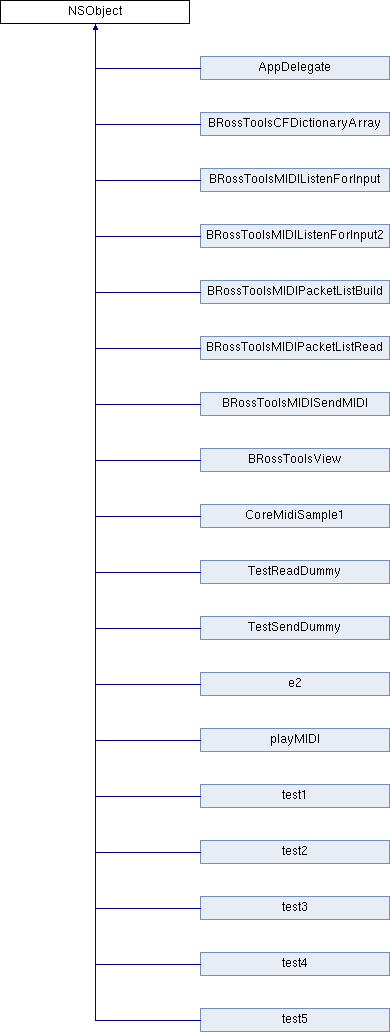 NSObject
AppDelegate
BRossToolsCFDictionaryArray
BRossToolsMIDIListenForInput
BRossToolsMIDIListenForInput2
BRossToolsMIDIPacketListBuild
BRossToolsMIDIPacketListRead
BRossToolsMIDISendMIDI
BRossToolsView
CoreMidiSample1
TestReadDummy
TestSendDummy
e2
playMIDI
test1
test2
test3
test4
test5